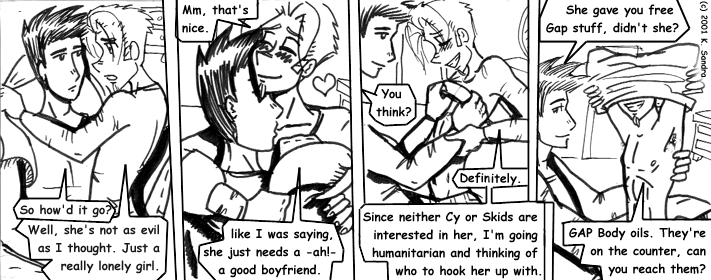 So how'd it go?
Well, she's not as evil
as I thought. Just a
really lonely girl.
Mm, that's
nice.
like I was saying,
she just needs a -ah!-
a good boyfriend.
You
think?
Definitely.
Since neither Cy or Skids are
interested in her, I'm going
humanitarian and thinking of
who to hook her up with.
She gave you free
Gap stuff, didn't she?
GAP Body oils. They're
on the counter, can
you reach them?
(c) 2001 K. Sandra